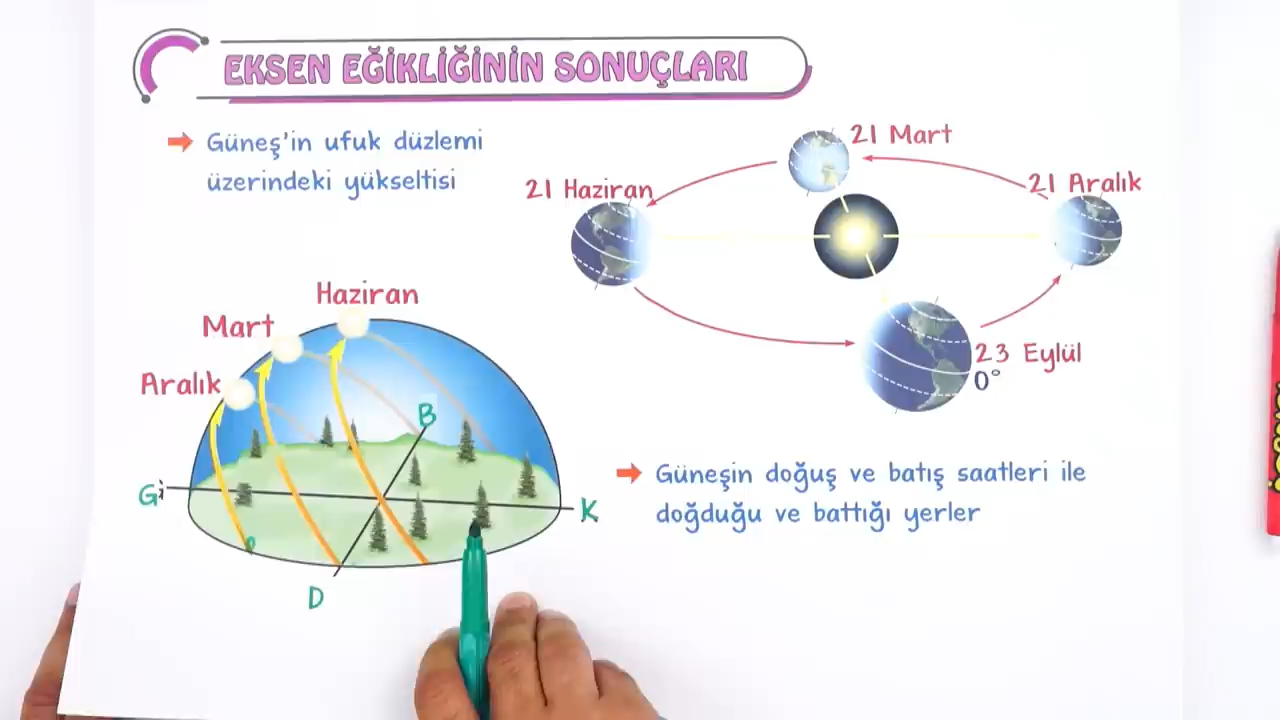 EKSEN EĞİKLİĞİNİN SONUÇLARI
Güneş'in ufuk düzlemi
üzerindeki yükseltisi
21 Mart
21 Haziran
21 Aralık
23 Eylül
0°
Haziran
Mart
Aralık
B
G
K
D
Güneşin doğuş ve batış saatleri ile
doğduğu ve battığı yerler